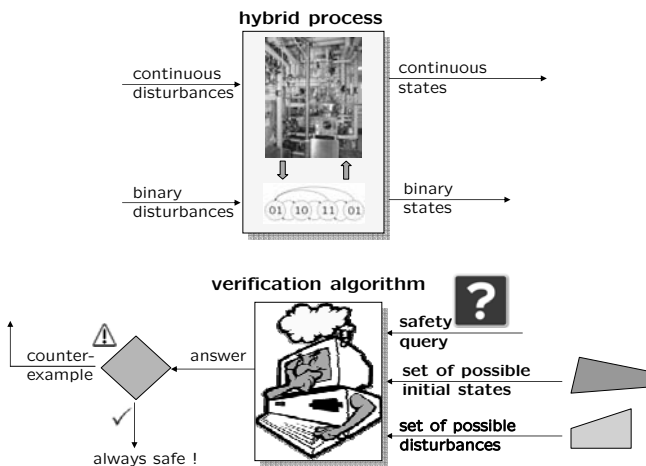 hybrid process
continuous
disturbances
continuous
states
binary
disturbances
01 10 11 01
binary
states
verification algorithm
?
safety
query
counter-
example
answer
set of possible
initial states
set of possible
disturbances
always safe !